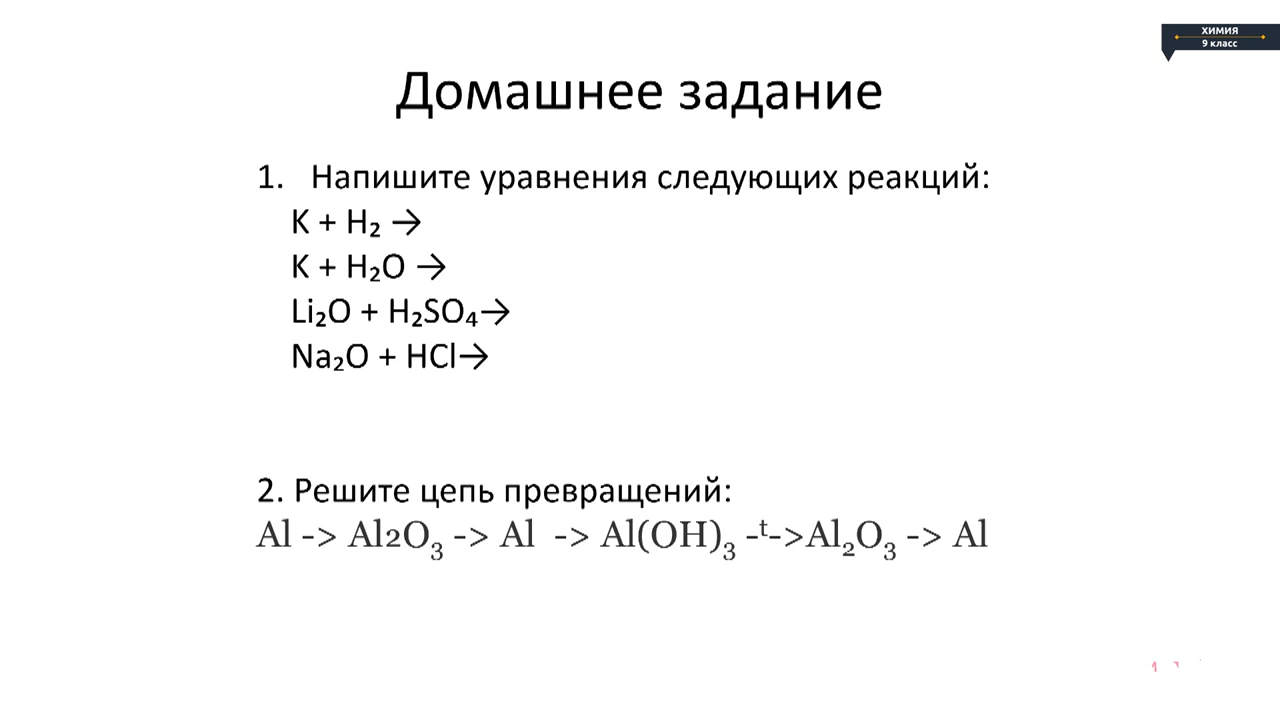 ХИМИЯ
9 класс
Домашнее задание
1. Напишите уравнения следующих реакций:
K + H₂ →
K + H₂O →
Li₂O + H₂SO₄→
Na₂O + HCl→
2. Решите цепь превращений:
Al -> Al2O₃ -> Al -> Al(OH)₃ -ᵗ->Al₂O₃ -> Al